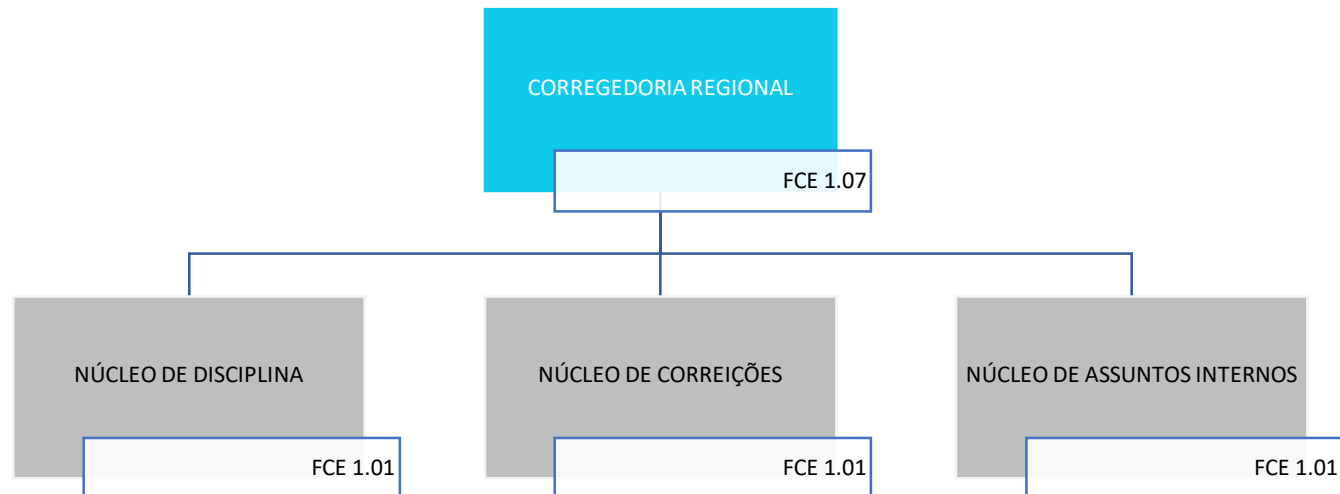 CORREGEDORIA REGIONAL
FCE 1.07
NÚCLEO DE DISCIPLINA
FCE 1.01
NÚCLEO DE CORREIÇÕES
FCE 1.01
NÚCLEO DE ASSUNTOS INTERNOS
FCE 1.01